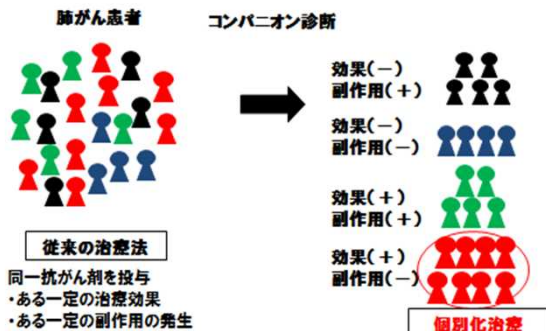 肺がん患者
コンパニオン診断
効果(－)
副作用(＋)
効果(－)
副作用(－)
効果(＋)
副作用(＋)
効果(＋)
副作用(－)
従来の治療法
同一抗がん剤を投与
・ある一定の治療効果
・ある一定の副作用の発生
個別化治療